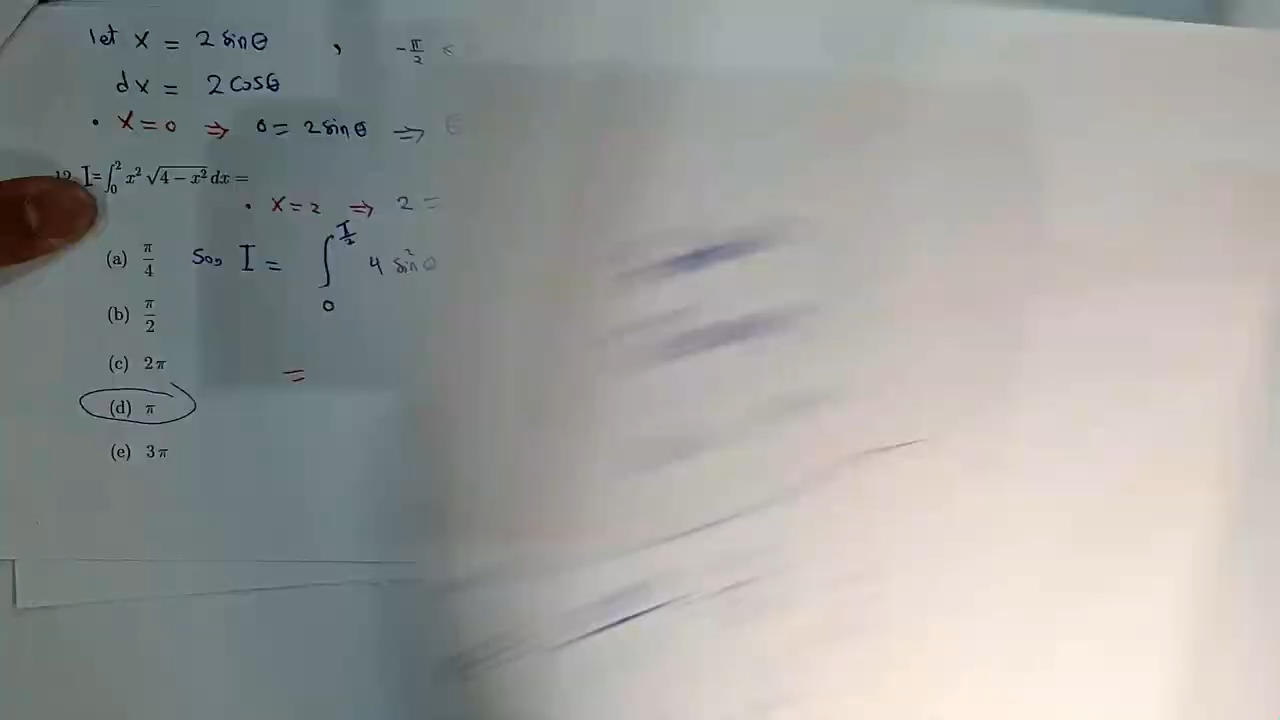 let x = 2 sinθ , -π/2 <
dx = 2 cosθ
• x=0 ⇒ 0 = 2 sinθ ⇒
I = ∫₀² x² √(4 − x²) dx =
• x=2 ⇒ 2 =
(a) π/4 So, I = ∫₀^(π/2) 4 sin²θ
(b) π/2
(c) 2π
=
(d) π
(e) 3π